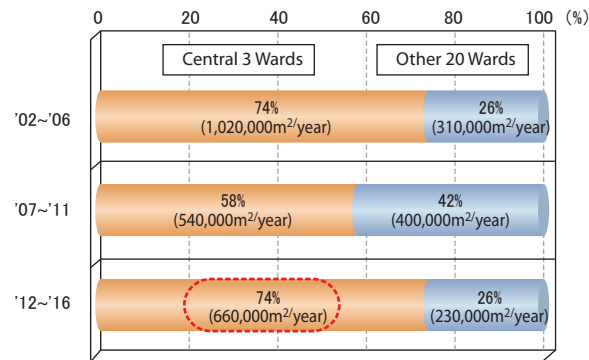 0 20 40 60 80 100 (%)
Central 3 Wards Other 20 Wards
'02~'06
74% 26%
(1,020,000m²/year) (310,000m²/year)
'07~'11
58% 42%
(540,000m²/year) (400,000m²/year)
'12~'16
74% 26%
(660,000m²/year) (230,000m²/year)